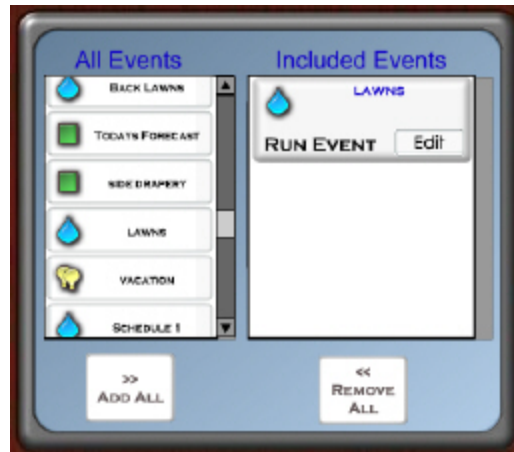 All Events
Included Events
Back Lawns
Todays Forecast
side drapery
Lawns
Vacation
Schedule 1
Lawns
Run Event
Edit
>>
Add All
<<
Remove
All